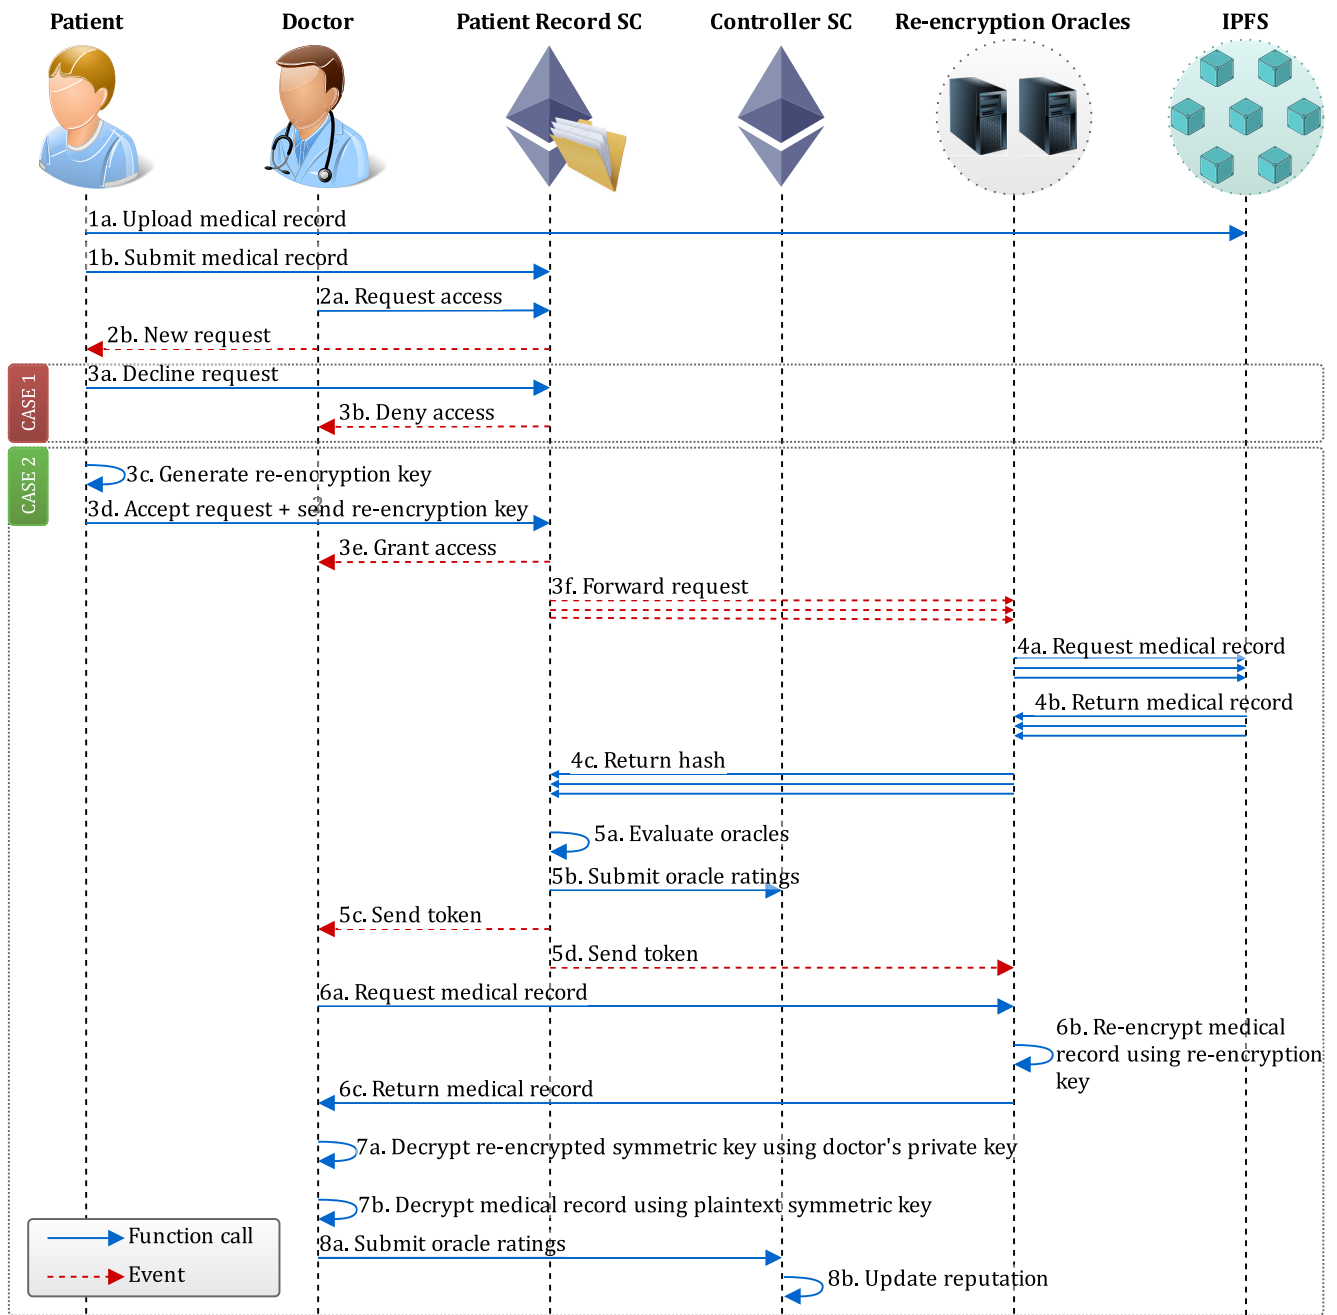 Patient
Doctor
Patient Record SC
Controller SC
Re-encryption Oracles
IPFS
1a. Upload medical record
1b. Submit medical record
2a. Request access
2b. New request
CASE 1
3a. Decline request
3b. Deny access
CASE 2
3c. Generate re-encryption key
3d. Accept request + send re-encryption key
3e. Grant access
3f. Forward request
4a. Request medical record
4b. Return medical record
4c. Return hash
5a. Evaluate oracles
5b. Submit oracle ratings
5c. Send token
5d. Send token
6a. Request medical record
6b. Re-encrypt medical
record using re-encryption
key
6c. Return medical record
7a. Decrypt re-encrypted symmetric key using doctor's private key
7b. Decrypt medical record using plaintext symmetric key
8a. Submit oracle ratings
8b. Update reputation
Function call
Event